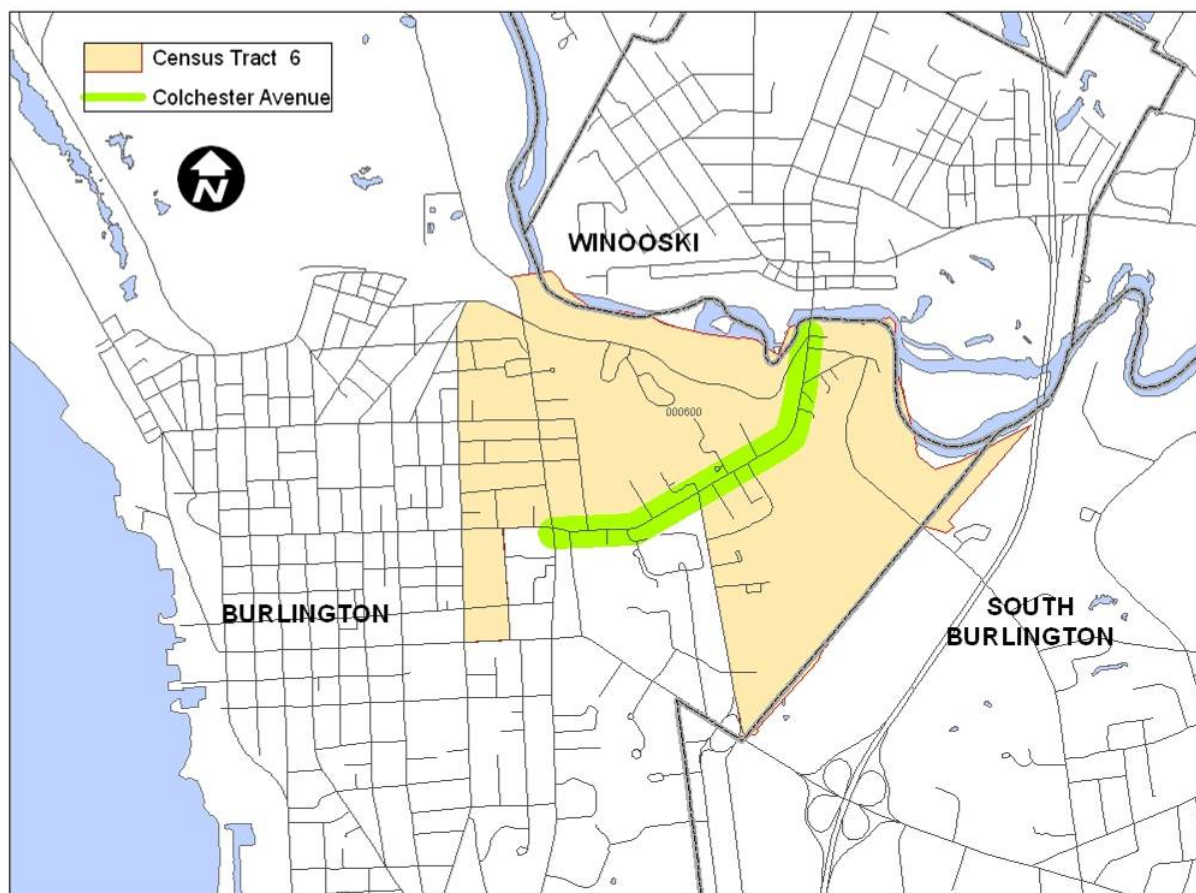 Census Tract 6
Colchester Avenue
N
WINOOSKI
000600
BURLINGTON
SOUTH
BURLINGTON